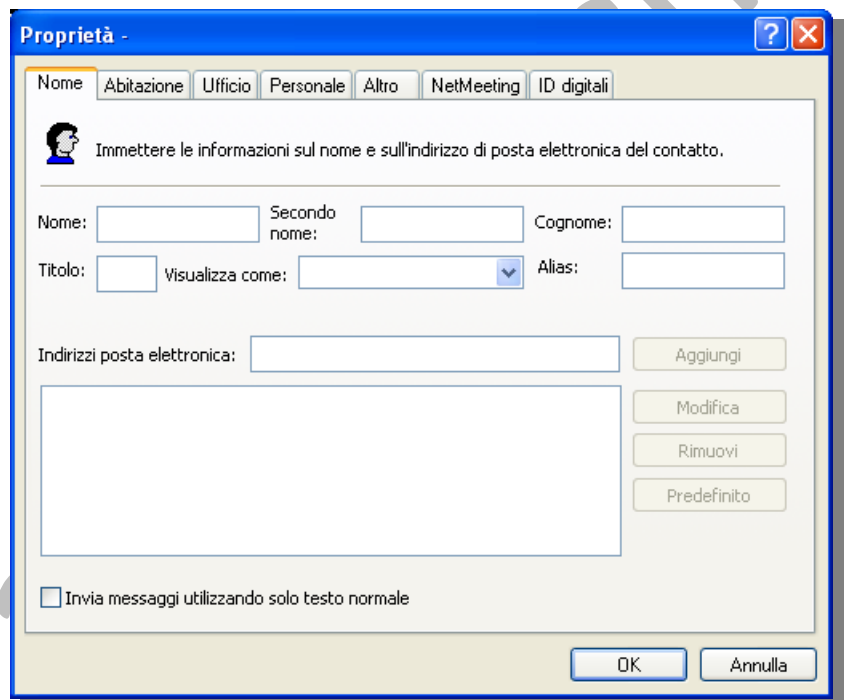 Proprietà -
Nome Abitazione Ufficio Personale Altro NetMeeting ID digitali
Immettere le informazioni sul nome e sull'indirizzo di posta elettronica del contatto.
Nome: Secondo nome: Cognome:
Titolo: Visualizza come: Alias:
Indirizzi posta elettronica: Aggiungi
Modifica
Rimuovi
Predefinito
Invia messaggi utilizzando solo testo normale
OK Annulla